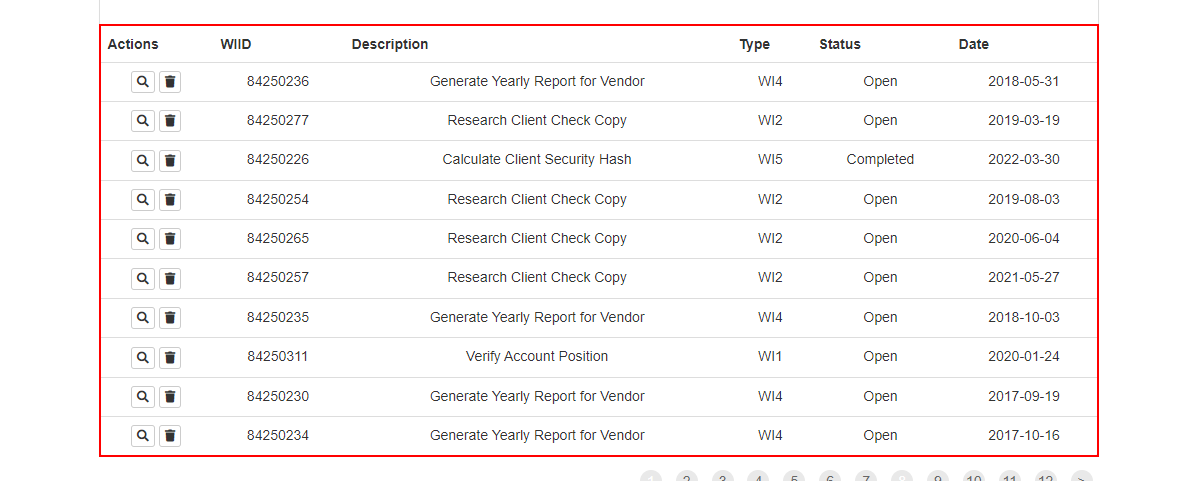 Actions WIID Description Type Status Date
84250236 Generate Yearly Report for Vendor WI4 Open 2018-05-31
84250277 Research Client Check Copy WI2 Open 2019-03-19
84250226 Calculate Client Security Hash WI5 Completed 2022-03-30
84250254 Research Client Check Copy WI2 Open 2019-08-03
84250265 Research Client Check Copy WI2 Open 2020-06-04
84250257 Research Client Check Copy WI2 Open 2021-05-27
84250235 Generate Yearly Report for Vendor WI4 Open 2018-10-03
84250311 Verify Account Position WI1 Open 2020-01-24
84250230 Generate Yearly Report for Vendor WI4 Open 2017-09-19
84250234 Generate Yearly Report for Vendor WI4 Open 2017-10-16
1 2 3 4 5 6 7 8 9 10 11 12 >